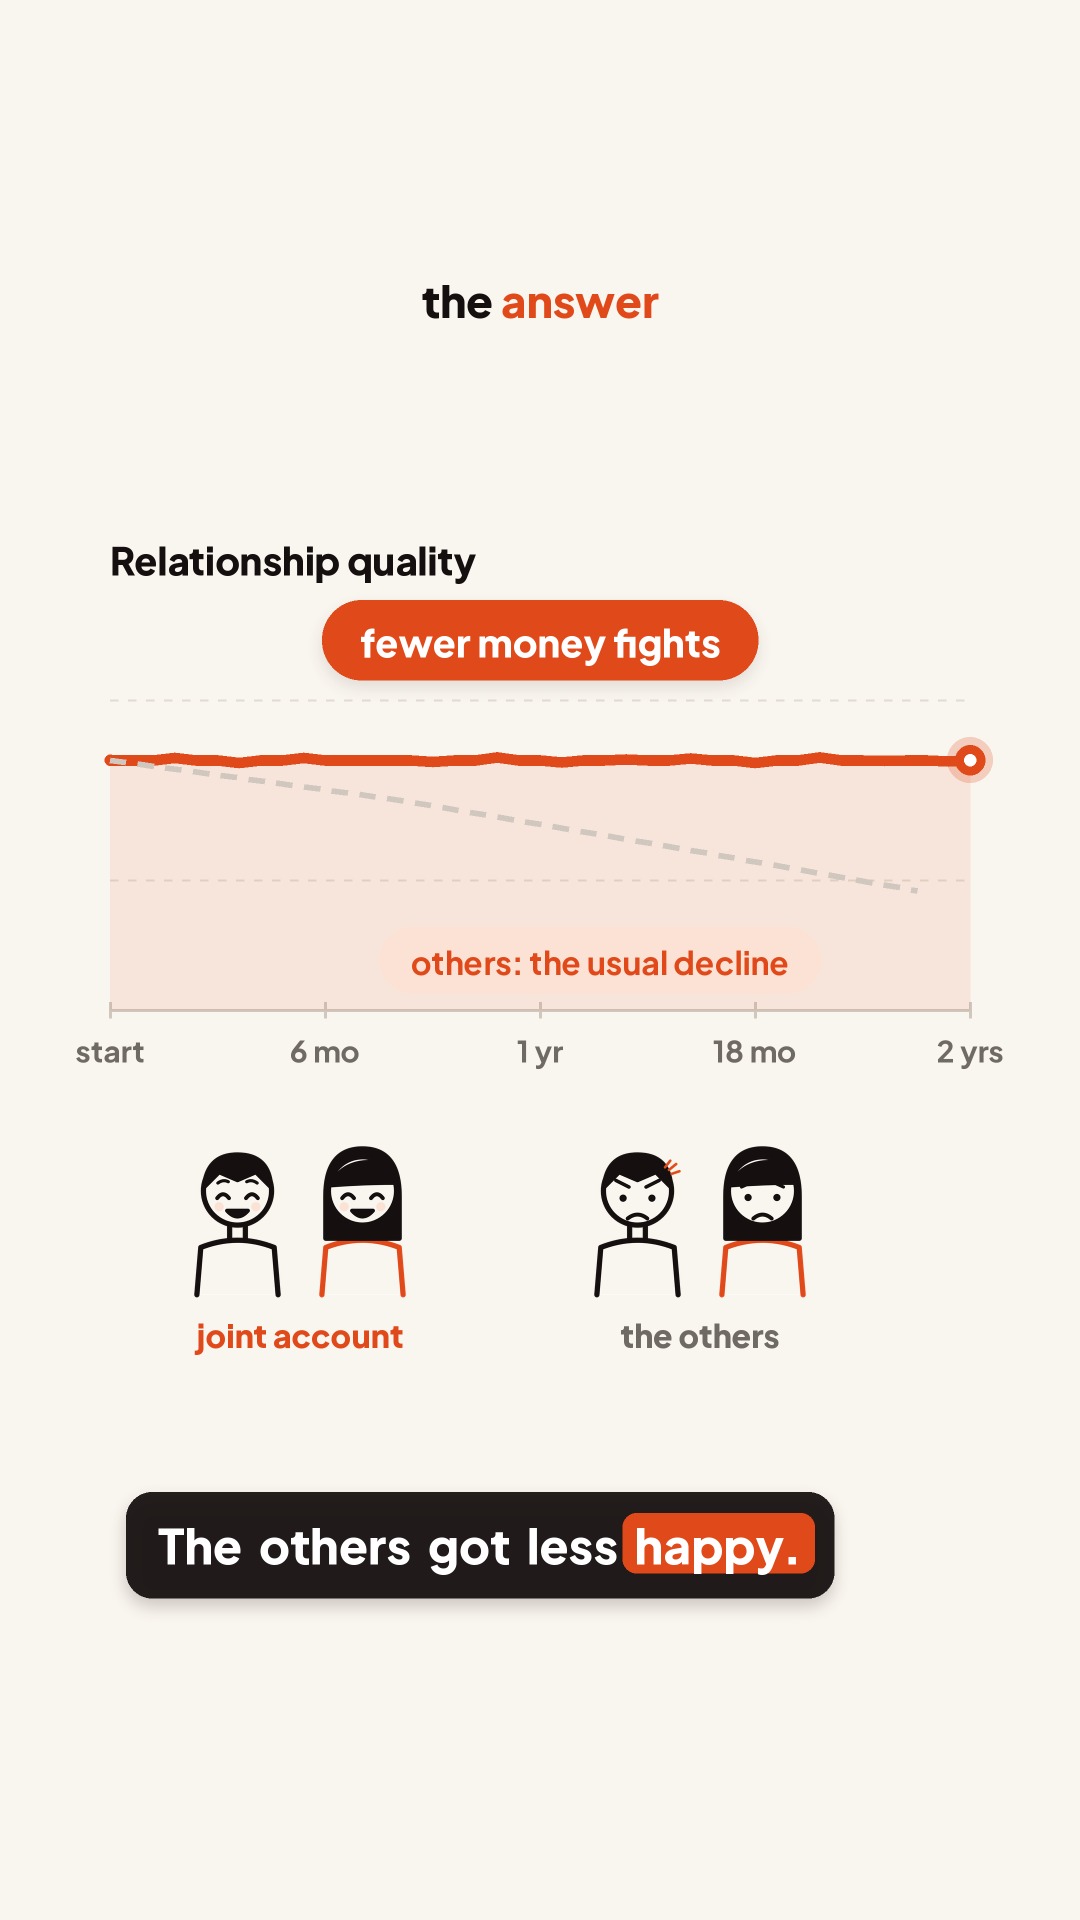 the answer
Relationship quality
fewer money fights
others: the usual decline
start 6 mo 1 yr 18 mo 2 yrs
joint account the others
The others got less happy.